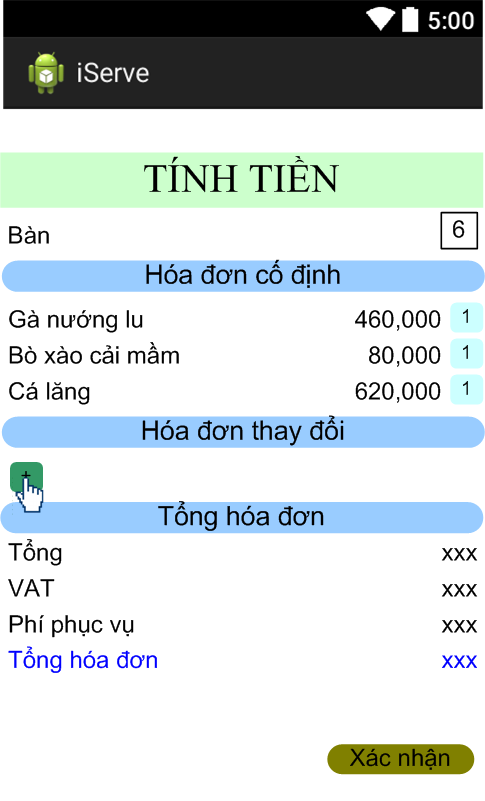 5:00
iServe
TÍNH TIỀN
Bàn 6
Hóa đơn cố định
Gà nướng lu 460,000 1
Bò xào cải mầm 80,000 1
Cá lăng 620,000 1
Hóa đơn thay đổi
+
Tổng hóa đơn
Tổng xxx
VAT xxx
Phí phục vụ xxx
Tổng hóa đơn xxx
Xác nhận